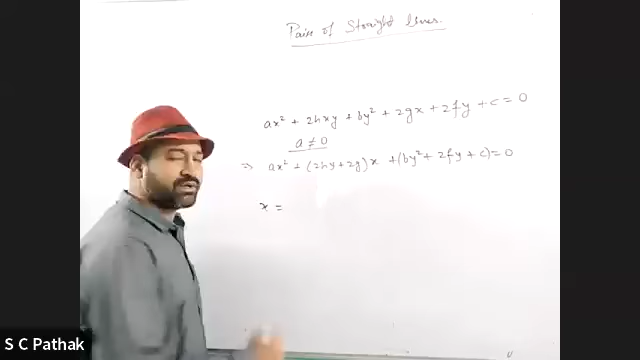 Pair of Straight lines.
ax² + 2hxy + by² + 2gx + 2fy + c = 0
a ≠ 0
⇒ ax² + (2hy + 2g)x + (by² + 2fy + c) = 0
x =
S C Pathak